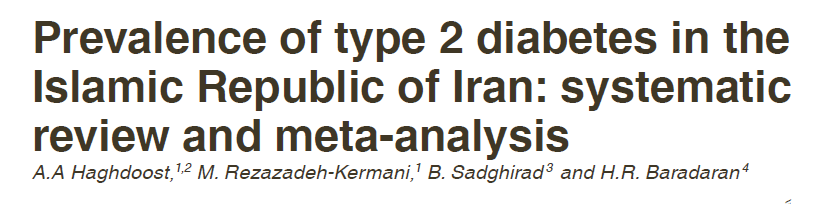 Prevalence of type 2 diabetes in the
Islamic Republic of Iran: systematic
review and meta-analysis
A.A Haghdoost,1,2 M. Rezazadeh-Kermani,1 B. Sadghirad3 and H.R. Baradaran4